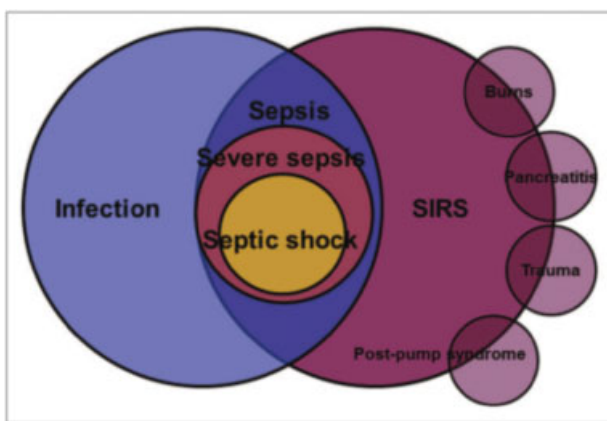 Burns
Sepsis
Severe sepsis
Pancreatitis
Infection
SIRS
Septic shock
Trauma
Post-pump syndrome